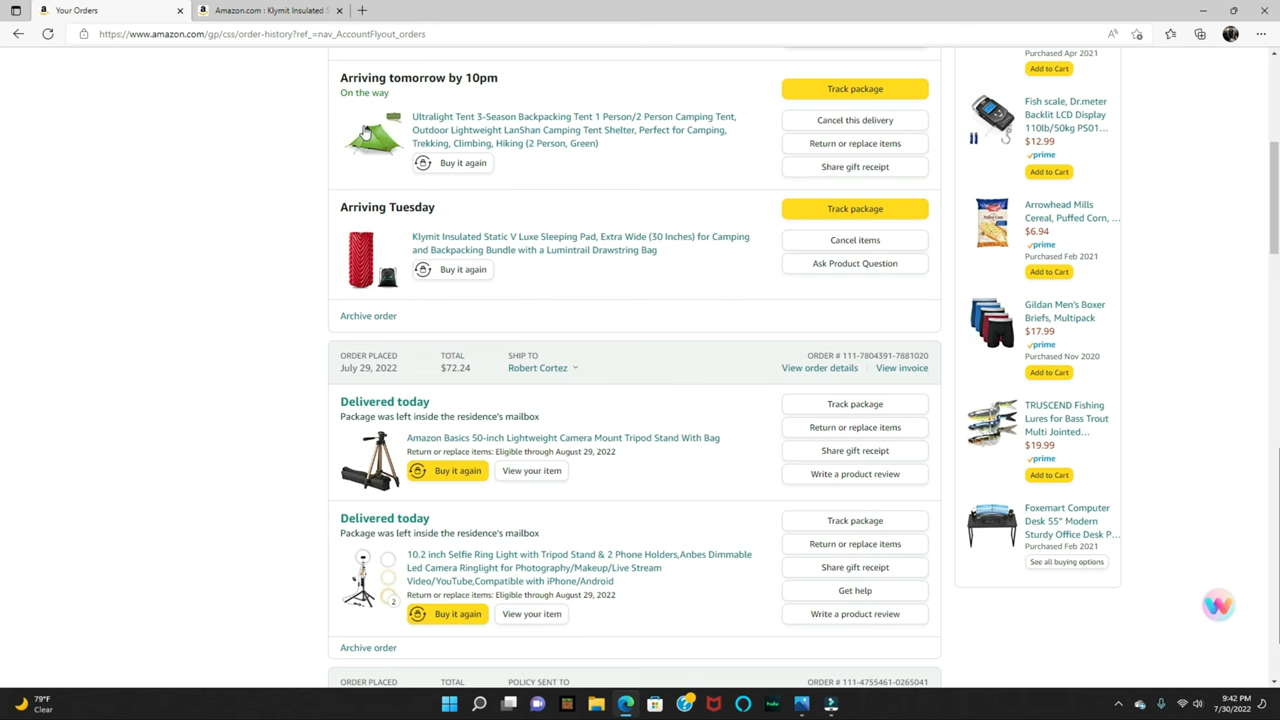 Your Orders
Amazon.com : Klymit Insulated S
https://www.amazon.com/gp/css/order-history?ref_=nav_AccountFlyout_orders
Arriving tomorrow by 10pm
On the way
Ultralight Tent 3-Season Backpacking Tent 1 Person/2 Person Camping Tent,
Outdoor Lightweight LanShan Camping Tent Shelter, Perfect for Camping,
Trekking, Climbing, Hiking (2 Person, Green)
Buy it again
Track package
Cancel this delivery
Return or replace items
Share gift receipt
Arriving Tuesday
Klymit Insulated Static V Luxe Sleeping Pad, Extra Wide (30 Inches) for Camping
and Backpacking Bundle with a Lumintrail Drawstring Bag
Buy it again
Track package
Cancel items
Ask Product Question
Archive order
ORDER PLACED
July 29, 2022
TOTAL
$72.24
SHIP TO
Robert Cortez
ORDER # 111-7804391-7881020
View order details
View invoice
Delivered today
Package was left inside the residence's mailbox
Amazon Basics 50-inch Lightweight Camera Mount Tripod Stand With Bag
Return or replace items: Eligible through August 29, 2022
Buy it again
View your item
Track package
Return or replace items
Share gift receipt
Write a product review
Delivered today
Package was left inside the residence's mailbox
10.2 inch Selfie Ring Light with Tripod Stand & 2 Phone Holders,Anbes Dimmable
Led Camera Ringlight for Photography/Makeup/Live Stream
Video/YouTube,Compatible with iPhone/Android
Return or replace items: Eligible through August 29, 2022
2
Buy it again
View your item
Track package
Return or replace items
Share gift receipt
Get help
Write a product review
Archive order
ORDER PLACED
TOTAL
POLICY SENT TO
ORDER # 111-4755461-0265041
Purchased Apr 2021
Add to Cart
Fish scale, Dr.meter
Backlit LCD Display
110lb/50kg PS01...
$12.99
prime
Add to Cart
Arrowhead Mills
Cereal, Puffed Corn, ...
$6.94
prime
Purchased Feb 2021
Add to Cart
Gildan Men's Boxer
Briefs, Multipack
$17.99
prime
Purchased Nov 2020
Add to Cart
TRUSCEND Fishing
Lures for Bass Trout
Multi Jointed...
$19.99
prime
Add to Cart
Foxemart Computer
Desk 55" Modern
Sturdy Office Desk P...
Purchased Feb 2021
See all buying options
79°F
Clear
hulu
9:42 PM
7/30/2022